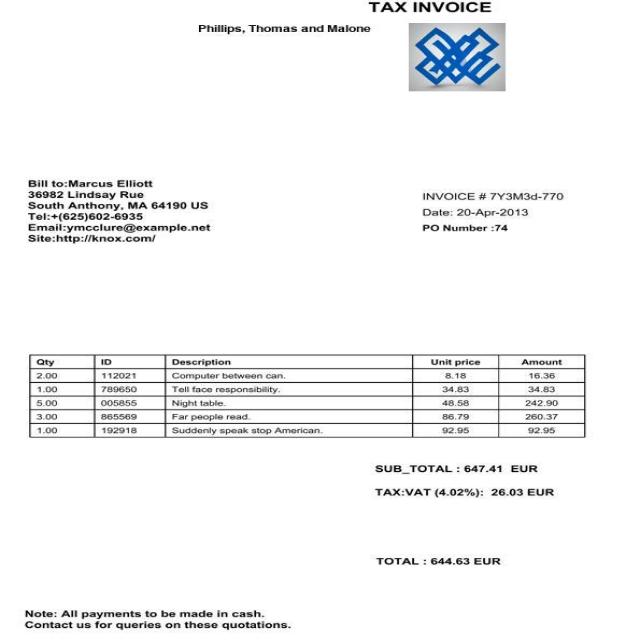 TAX INVOICE
Phillips, Thomas and Malone
Bill to:Marcus Elliott
36982 Lindsay Rue
South Anthony, MA 64190 US
Tel:+(625)602-6935
Email:ymcclure@example.net
Site:http://knox.com/
INVOICE # 7Y3M3d-770
Date: 20-Apr-2013
PO Number :74
Qty ID Description Unit price Amount
2.00 112021 Computer between can. 8.18 16.36
1.00 789650 Tell face responsibility. 34.83 34.83
5.00 005855 Night table. 48.58 242.90
3.00 865569 Far people read. 86.79 260.37
1.00 192918 Suddenly speak stop American. 92.95 92.95
SUB_TOTAL : 647.41 EUR
TAX:VAT (4.02%): 26.03 EUR
TOTAL : 644.63 EUR
Note: All payments to be made in cash.
Contact us for queries on these quotations.